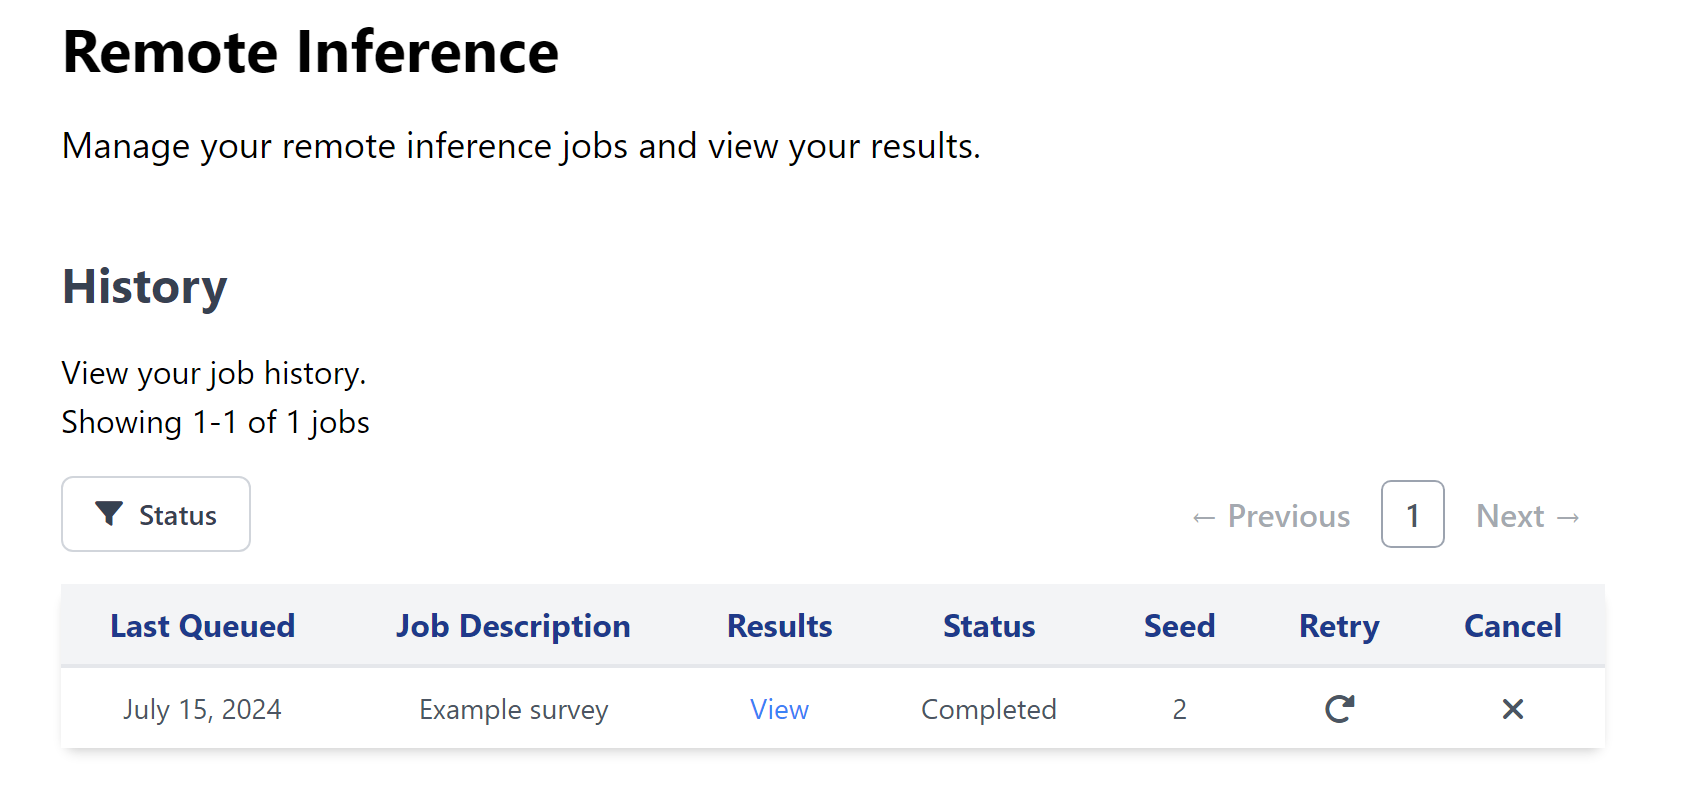 Remote Inference
Manage your remote inference jobs and view your results.
History
View your job history.
Showing 1-1 of 1 jobs
Status
← Previous 1 Next →
Last Queued Job Description Results Status Seed Retry Cancel
July 15, 2024 Example survey View Completed 2